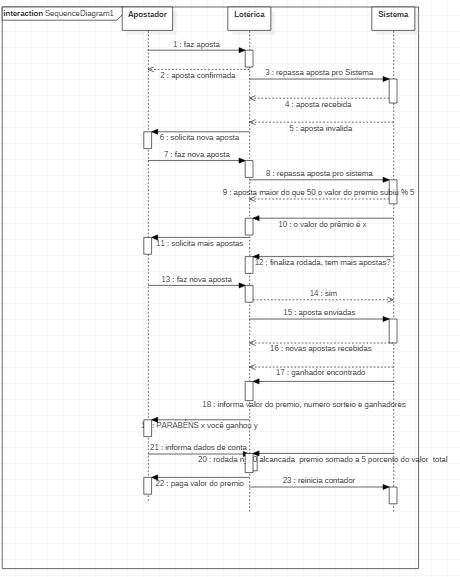 interaction SequenceDiagram1
Apostador
Lotérica
Sistema
1 : faz aposta
2 : aposta confirmada
3 : repassa aposta pro Sistema
4 : aposta recebida
5 : aposta invalida
6 : solicita nova aposta
7 : faz nova aposta
8 : repassa aposta pro sistema
9 : aposta maior do que 50 o valor do premio subiu % 5
10 : o valor do prêmio é x
11 : solicita mais apostas
12 : finaliza rodada, tem mais apostas?
13 : faz nova aposta
14 : sim
15 : aposta enviadas
16 : novas apostas recebidas
17 : ganhador encontrado
18 : informa valor do premio, numero sorteio e ganhadores
: PARABÉNS x você ganhou y
21 : informa dados de conta
20 : rodada alcancada premio somado a 5 porcento do valor total
22 : paga valor do premio
23 : reinicia contador